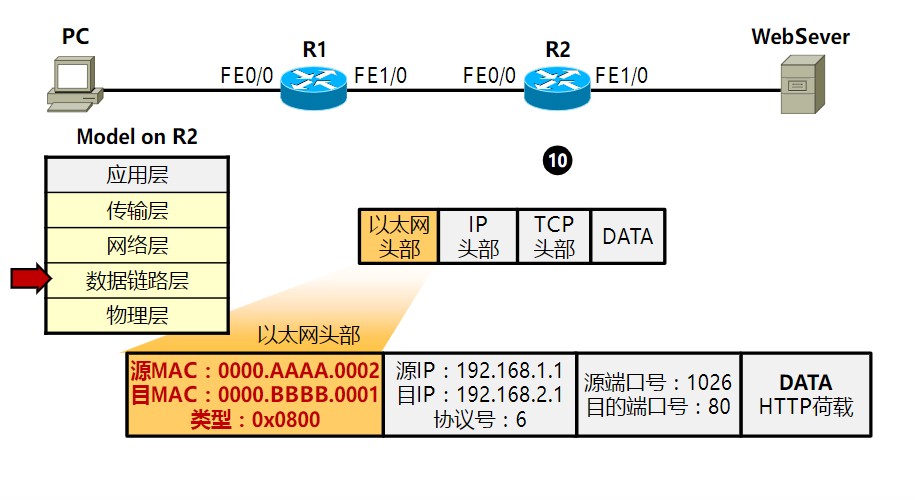 PC
R1
R2
WebSever
FE0/0
FE1/0
FE0/0
FE1/0
Model on R2
应用层
传输层
网络层
数据链路层
物理层
10
以太网
头部
IP
头部
TCP
头部
DATA
以太网头部
源MAC：0000.AAAA.0002
目MAC：0000.BBBB.0001
类型：0x0800
源IP：192.168.1.1
目IP：192.168.2.1
协议号：6
源端口号：1026
目的端口号：80
DATA
HTTP荷载